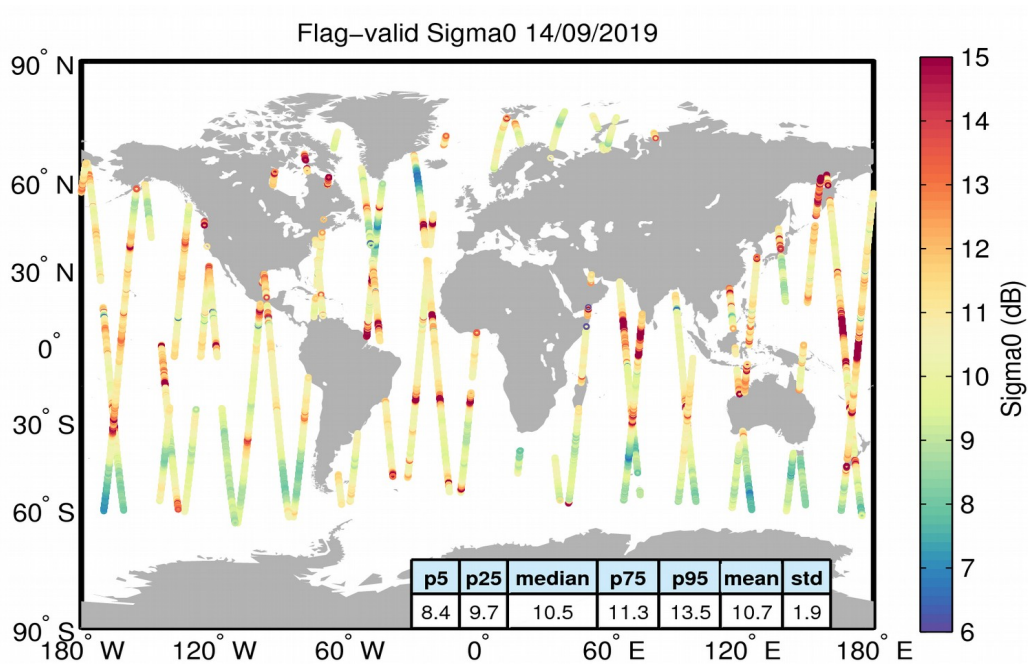 Flag−valid Sigma0 14/09/2019
90° N
60° N
30° N
0°
30° S
60° S
90° S
180° W
120° W
60° W
0°
60° E
120° E
180° E
15
14
13
12
11
10
9
8
7
6
Sigma0 (dB)
p5 p25 median p75 p95 mean std
8.4 9.7 10.5 11.3 13.5 10.7 1.9